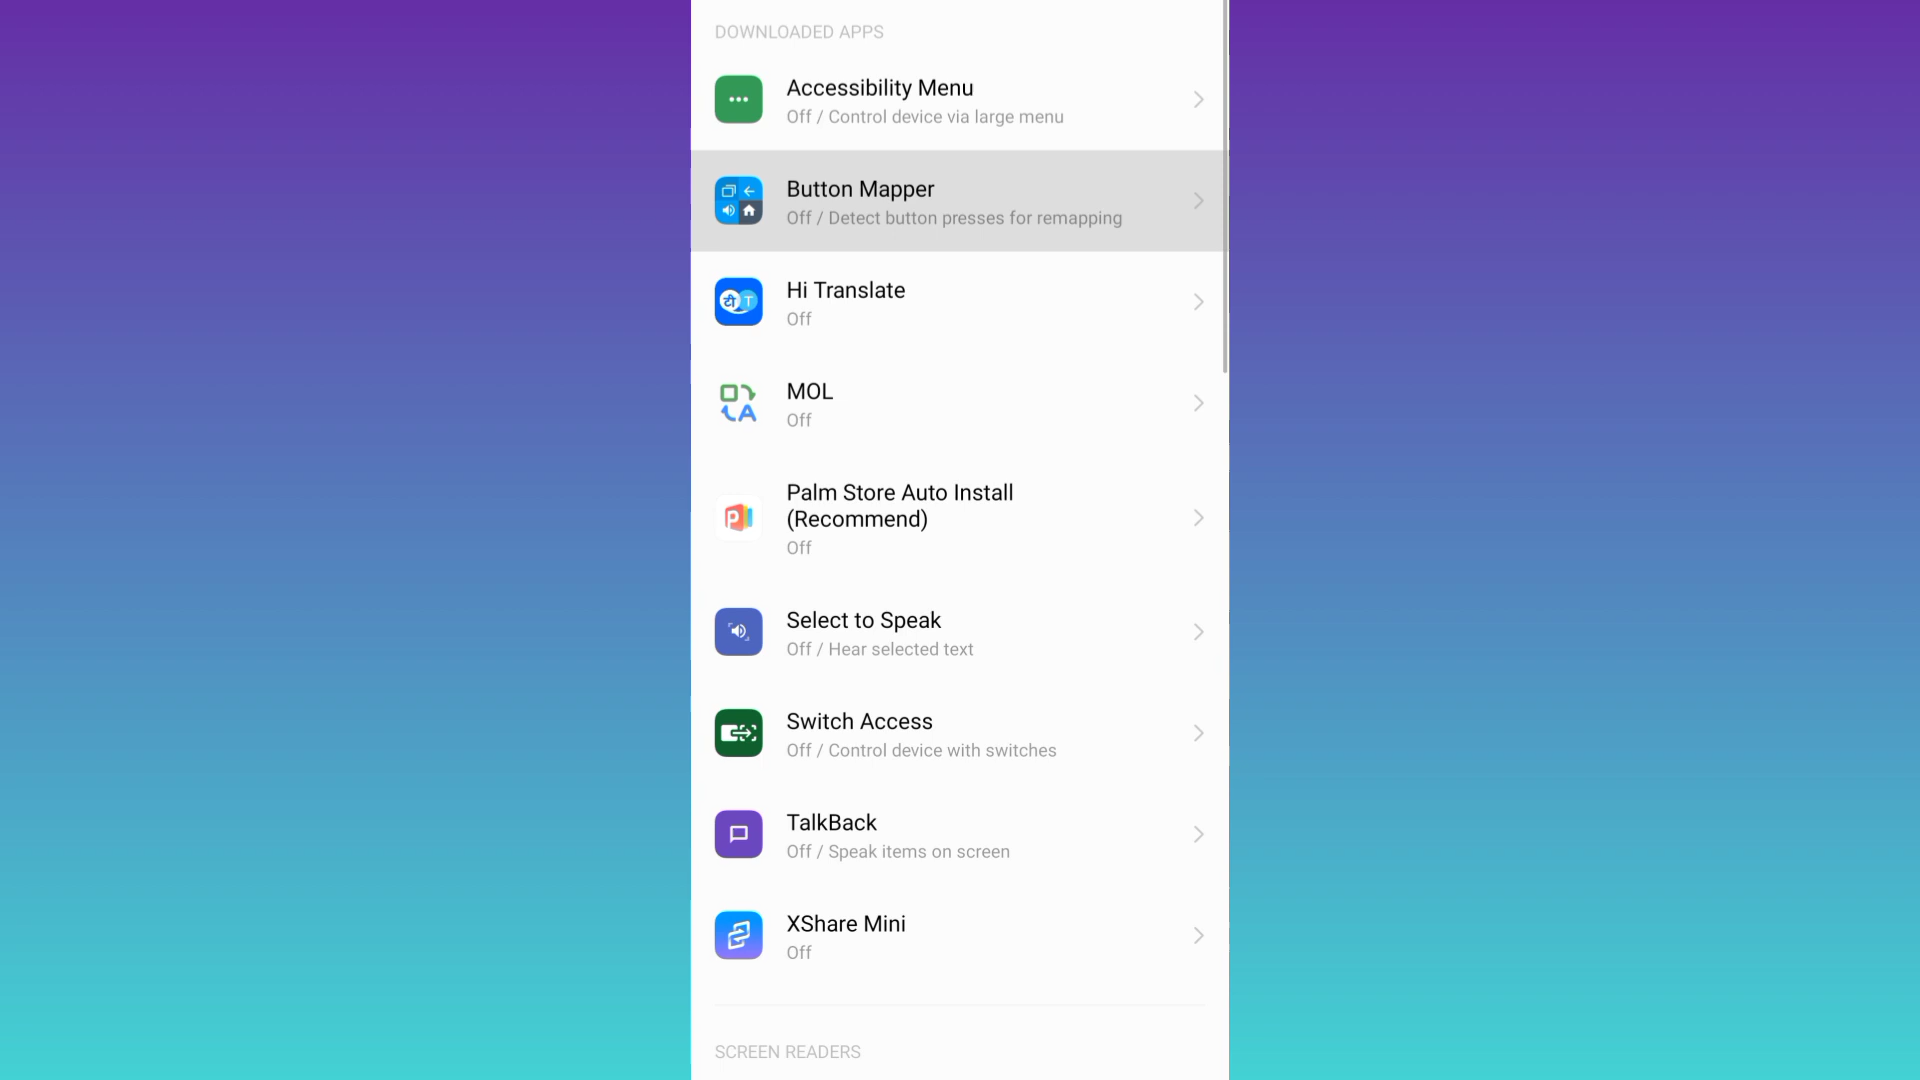 DOWNLOADED APPS
Accessibility Menu
Off / Control device via large menu
Button Mapper
Off / Detect button presses for remapping
Hi Translate
Off
MOL
Off
Palm Store Auto Install
(Recommend)
Off
Select to Speak
Off / Hear selected text
Switch Access
Off / Control device with switches
TalkBack
Off / Speak items on screen
XShare Mini
Off
SCREEN READERS